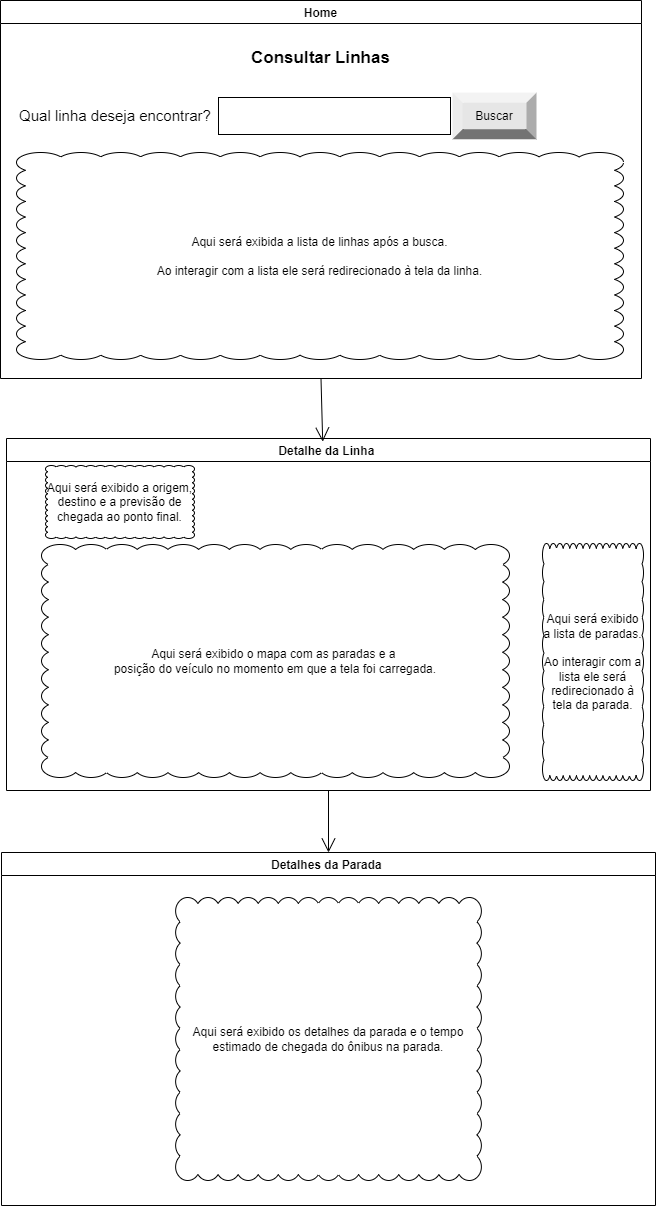 Home
Consultar Linhas
Qual linha deseja encontrar?
Buscar
Aqui será exibida a lista de linhas após a busca.
Ao interagir com a lista ele será redirecionado à tela da linha.
Detalhe da Linha
Aqui será exibido a origem,
destino e a previsão de
chegada ao ponto final.
Aqui será exibido o mapa com as paradas e a
posição do veículo no momento em que a tela foi carregada.
Aqui será exibido
a lista de paradas.
Ao interagir com a
lista ele será
redirecionado à
tela da parada.
Detalhes da Parada
Aqui será exibido os detalhes da parada e o tempo
estimado de chegada do ônibus na parada.